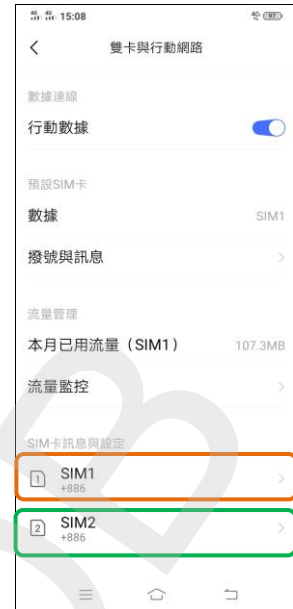 4G 4G 15:08 97
雙卡與行動網路
數據連線
行動數據
預設SIM卡
數據 SIM1
撥號與訊息
流量管理
本月已用流量（SIM1） 107.3MB
流量監控
SIM卡訊息與設定
1 SIM1
+886
2 SIM2
+886